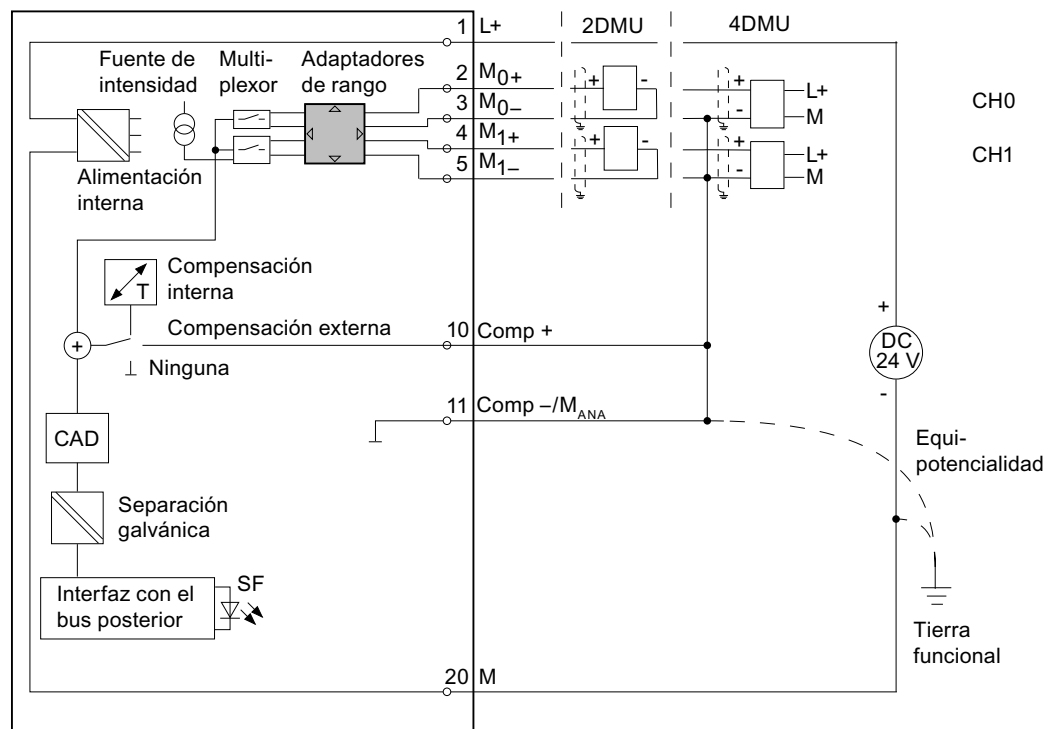 1 L+
2DMU
4DMU
Fuente de
intensidad
Multi-
plexor
Adaptadores
de rango
2 M0+
3 M0–
4 M1+
5 M1–
+ -
+ -
+
-
L+
M
CH0
+
-
L+
M
CH1
Alimentación
interna
T
Compensación
interna
+
Compensación externa
10 Comp +
Ninguna
11 Comp –/MANA
+
DC
24 V
-
CAD
Equi-
potencialidad
Separación
galvánica
SF
Interfaz con el
bus posterior
Tierra
funcional
20 M